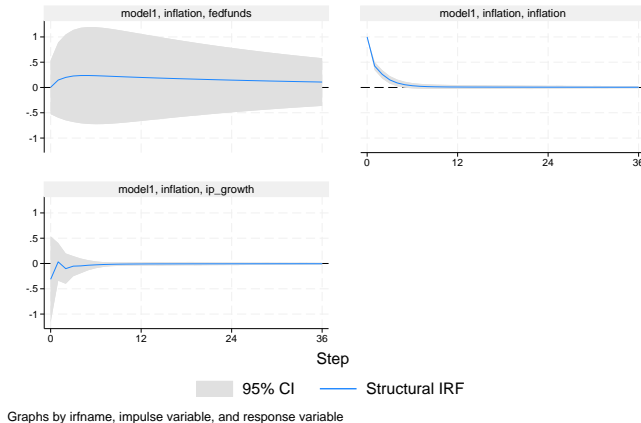 model1, inflation, fedfunds
model1, inflation, inflation
1
.5
0
-.5
-1
0
12
24
36
model1, inflation, ip_growth
1
.5
0
-.5
-1
0
12
24
36
Step
95% CI
Structural IRF
Graphs by irfname, impulse variable, and response variable